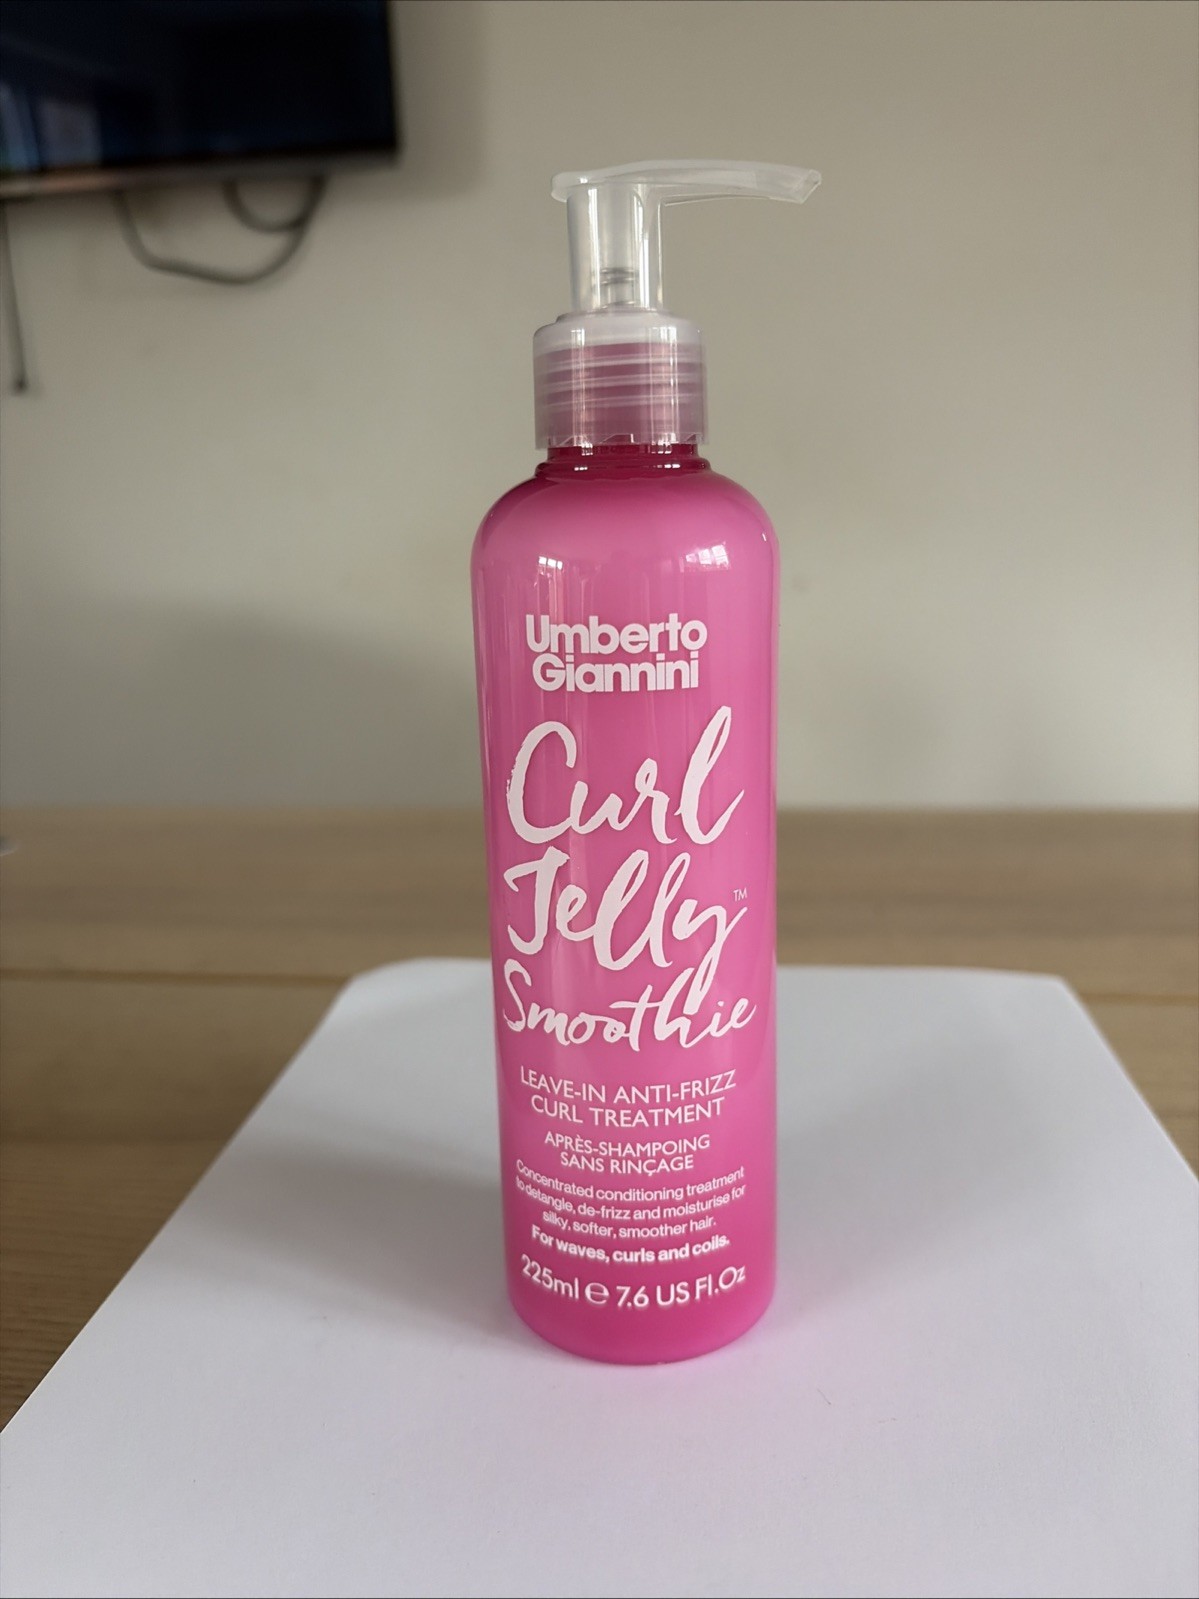 Umberto
Giannini
Curl
Jelly™
Smoothie
LEAVE-IN ANTI-FRIZZ
CURL TREATMENT
APRÈS-SHAMPOING
SANS RINÇAGE
Concentrated conditioning treatment
to detangle, de-frizz and moisturise for
silky, softer, smoother hair.
For waves, curls and coils.
225ml ℮ 7.6 US Fl.Oz